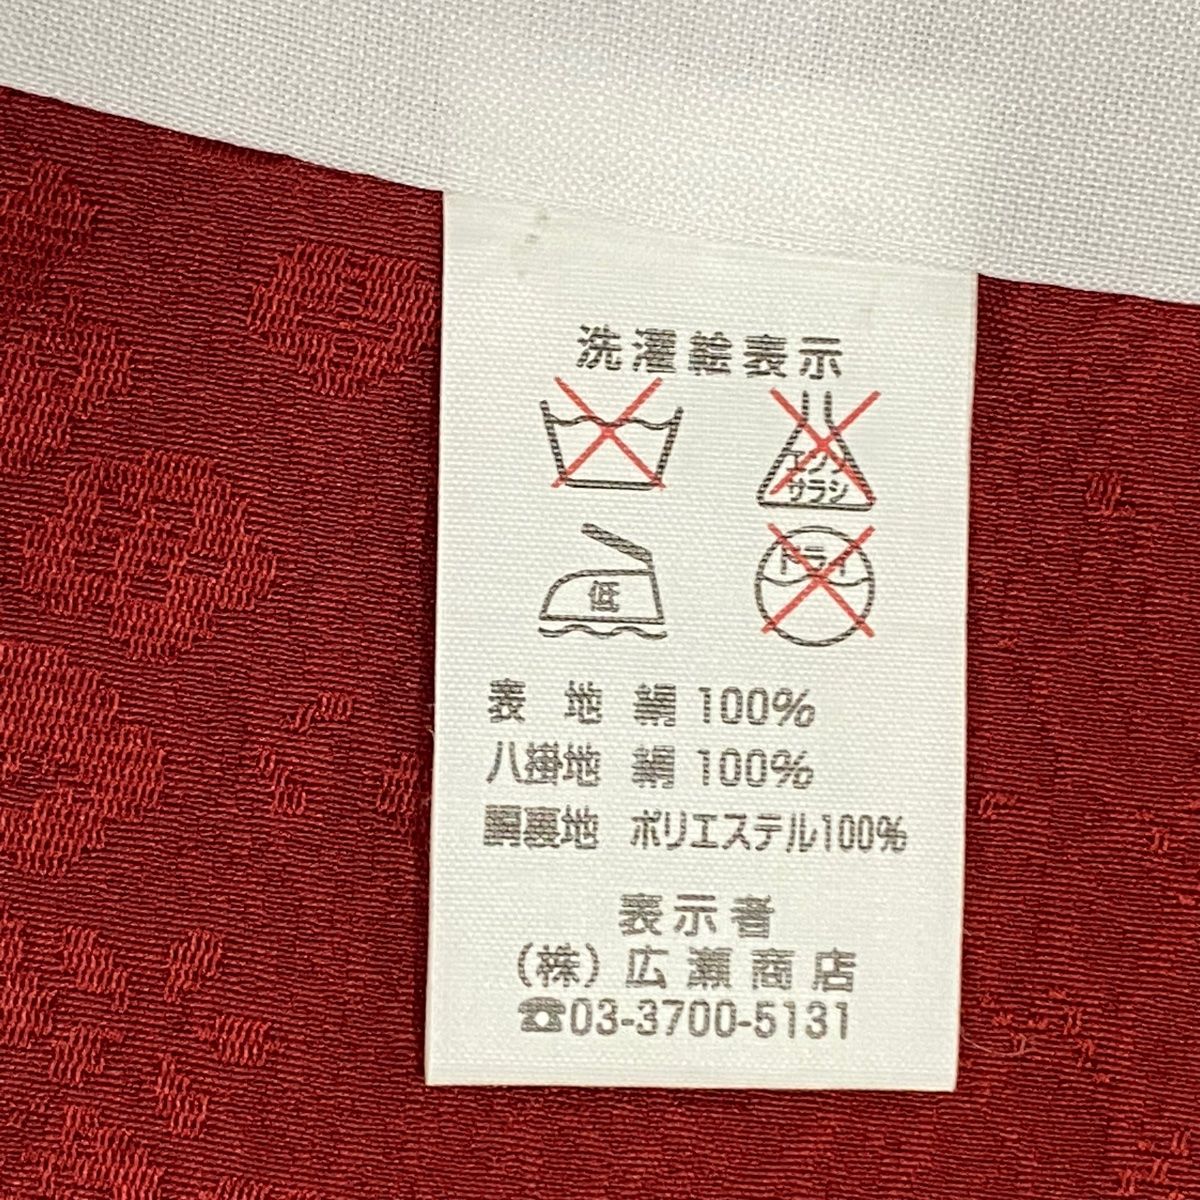 洗濯絵表示
エンソ
サラシ
低
ドライ
表地 絹 100%
八掛地 絹 100%
胴裏地 ポリエステル100%
表示者
(株)広瀬商店
☎03-3700-5131